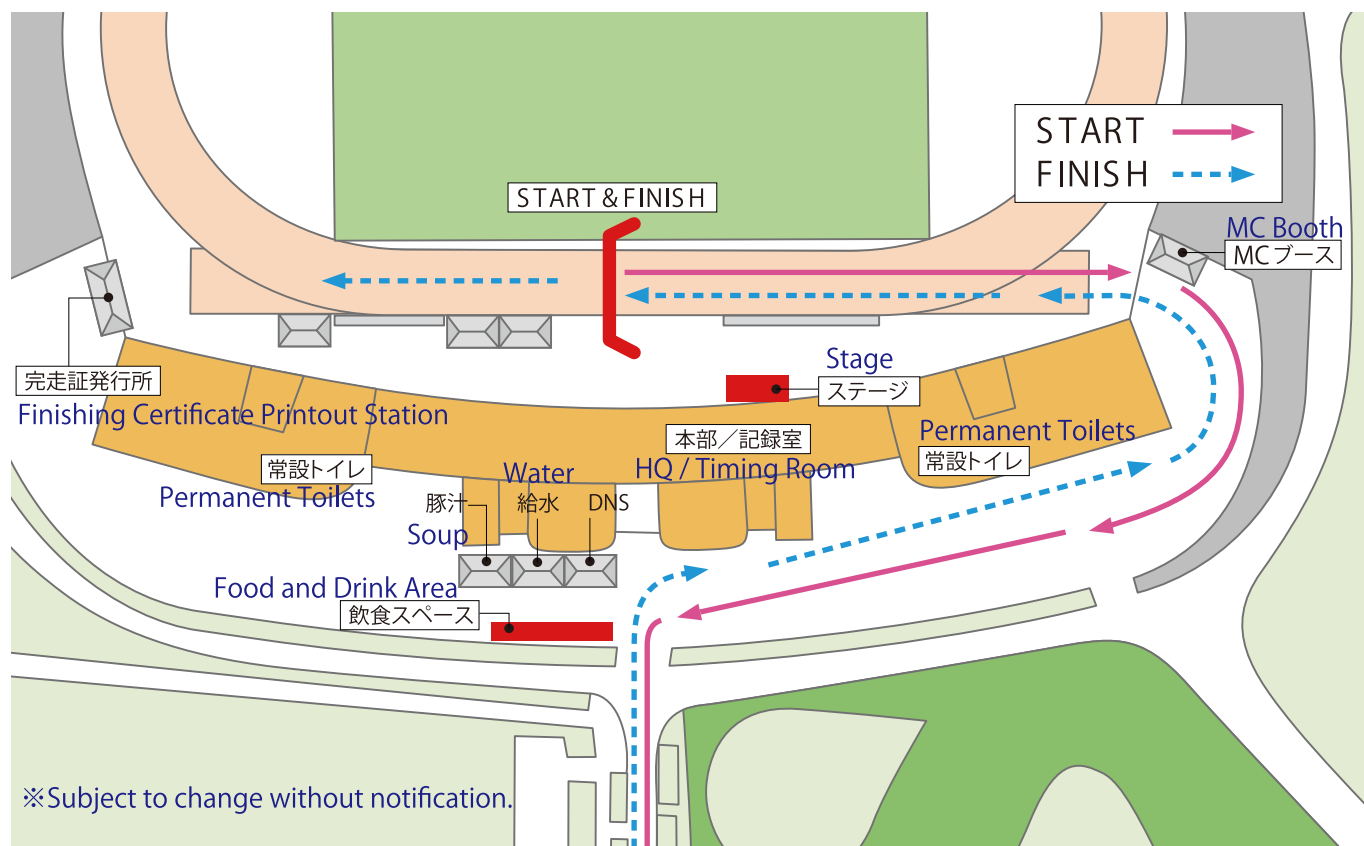 START
FINISH
START & FINISH
MC Booth
MCブース
完走証発行所
Finishing Certificate Printout Station
Stage
ステージ
本部／記録室
HQ / Timing Room
Permanent Toilets
常設トイレ
常設トイレ
Permanent Toilets
Water
豚汁
給水
DNS
Soup
Food and Drink Area
飲食スペース
※Subject to change without notification.